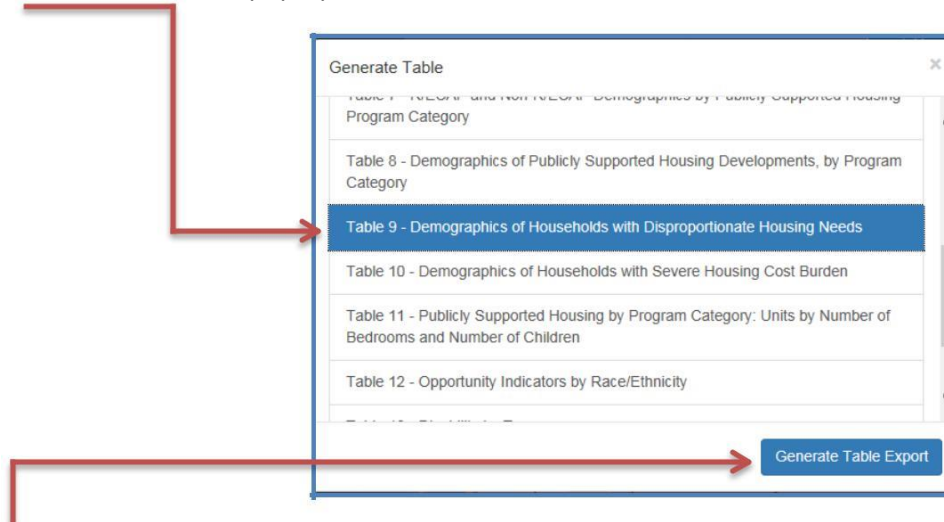 Generate Table
×
Program Category
Table 8 - Demographics of Publicly Supported Housing Developments, by Program
Category
Table 9 - Demographics of Households with Disproportionate Housing Needs
Table 10 - Demographics of Households with Severe Housing Cost Burden
Table 11 - Publicly Supported Housing by Program Category: Units by Number of
Bedrooms and Number of Children
Table 12 - Opportunity Indicators by Race/Ethnicity
Generate Table Export